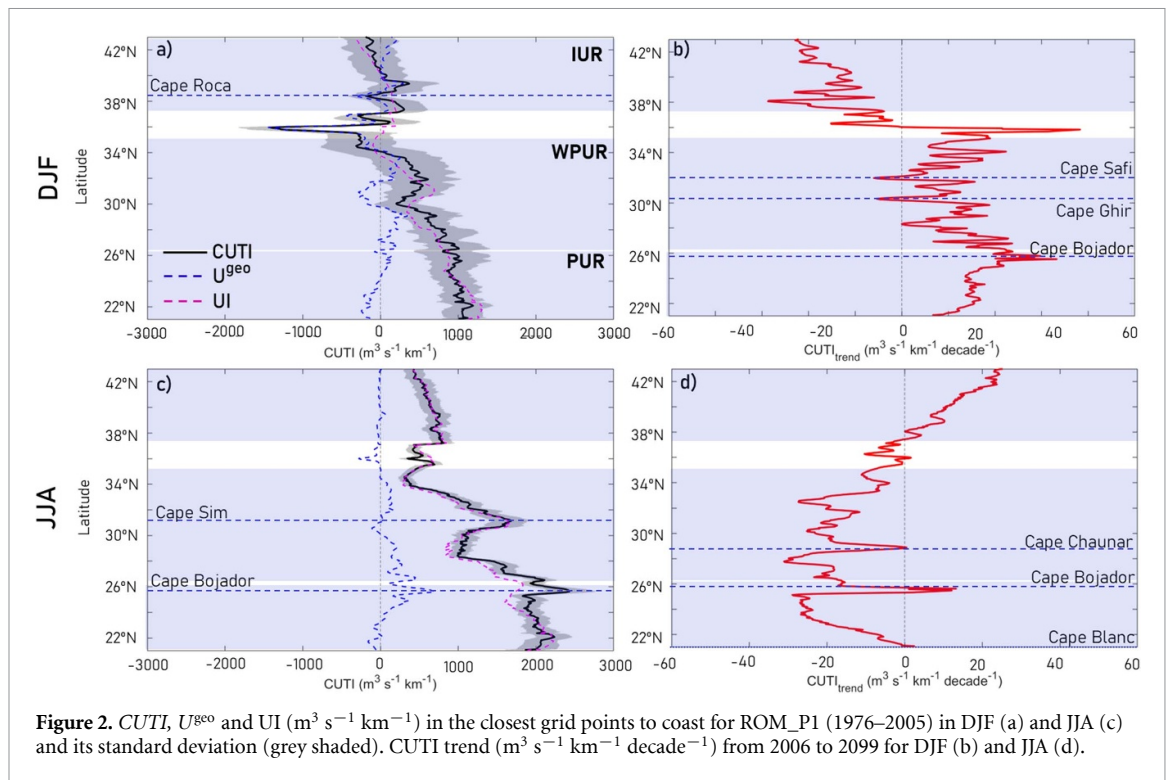 a)
IUR
42°N
Cape Roca
38°N
34°N
WPUR
30°N
26°N
PUR
22°N
DJF
Latitude
CUTI
U^geo
UI
-3000 -2000 -1000 0 1000 2000 3000
CUTI (m³ s⁻¹ km⁻¹)
b)
42°N
38°N
34°N
Cape Safi
30°N
Cape Ghir
Cape Bojador
26°N
22°N
-60 -40 -20 0 20 40 60
CUTI_trend (m³ s⁻¹ km⁻¹ decade⁻¹)
c)
42°N
38°N
34°N
Cape Sim
30°N
Cape Bojador
26°N
22°N
JJA
Latitude
-3000 -2000 -1000 0 1000 2000 3000
CUTI (m³ s⁻¹ km⁻¹)
d)
42°N
38°N
34°N
30°N
Cape Chaunar
Cape Bojador
26°N
22°N
Cape Blanc
-60 -40 -20 0 20 40 60
CUTI_trend (m³ s⁻¹ km⁻¹ decade⁻¹)
Figure 2. CUTI, U^geo and UI (m³ s⁻¹ km⁻¹) in the closest grid points to coast for ROM_P1 (1976–2005) in DJF (a) and JJA (c)
and its standard deviation (grey shaded). CUTI trend (m³ s⁻¹ km⁻¹ decade⁻¹) from 2006 to 2099 for DJF (b) and JJA (d).